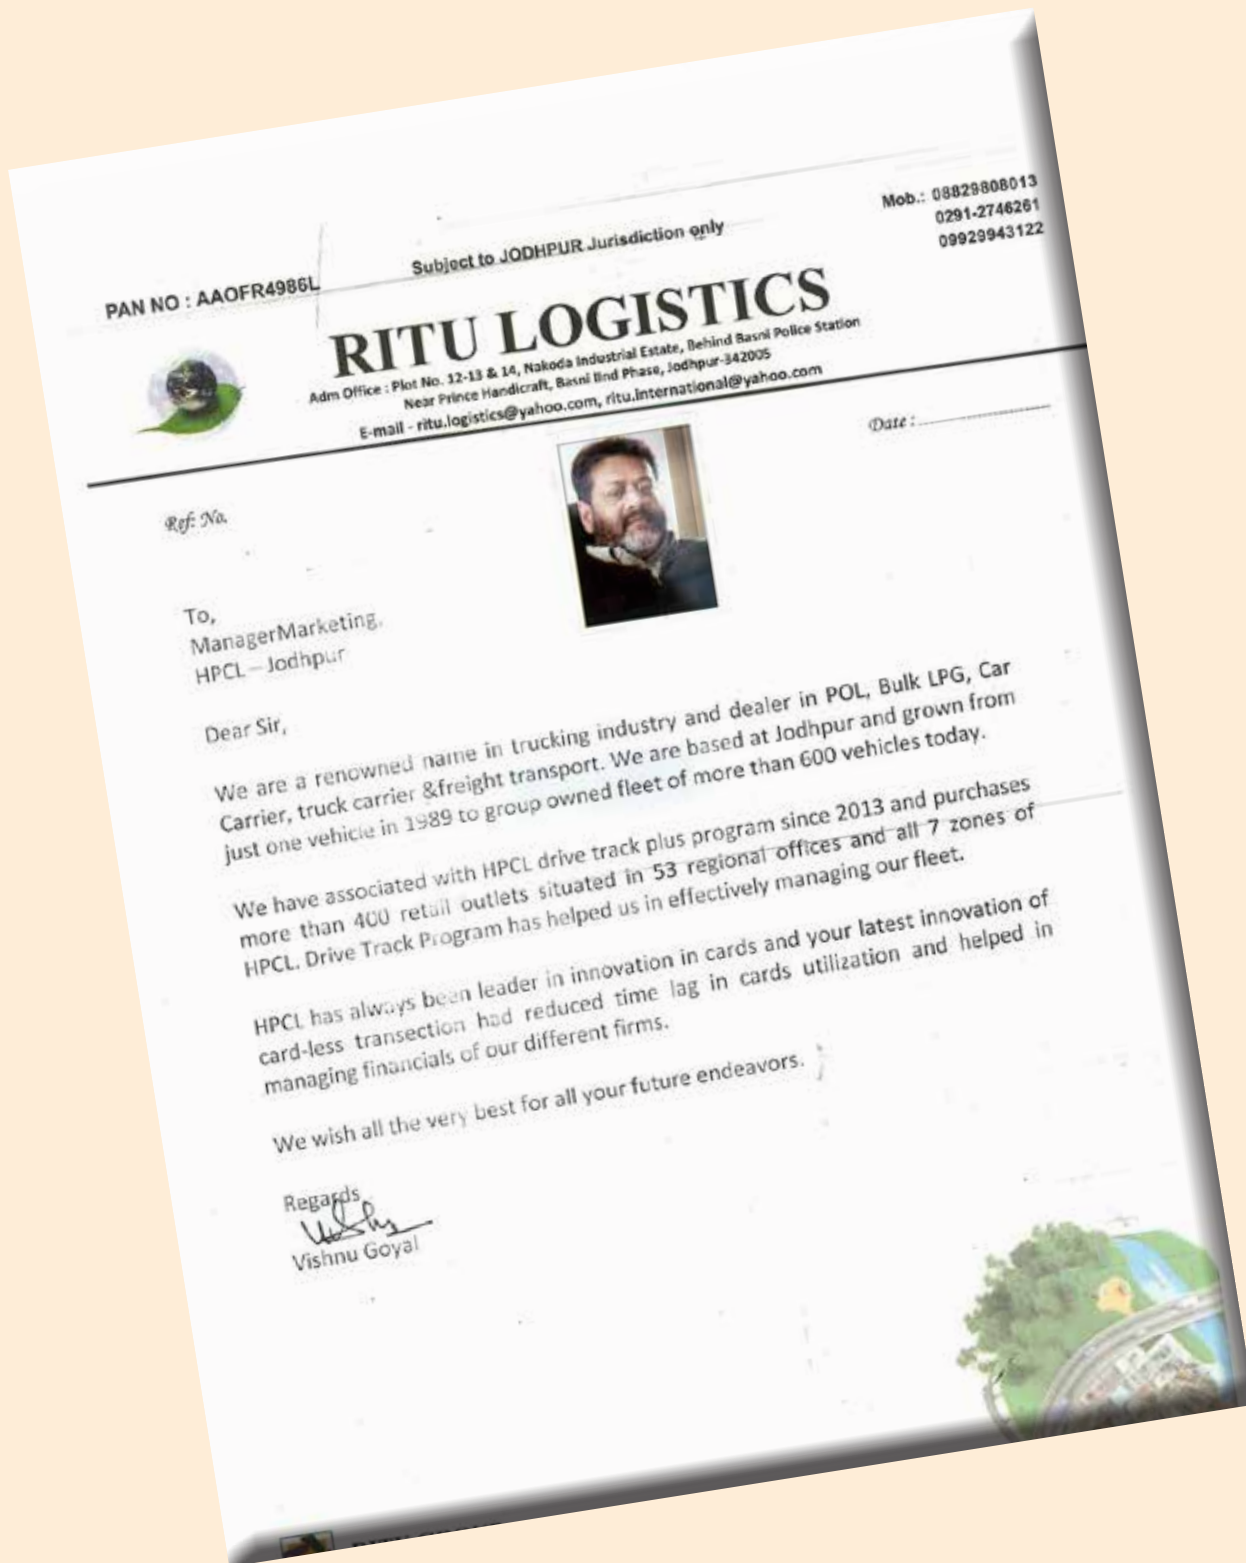 Mob.: 08829808013
0291-2746261
09929943122
Subject to JODHPUR Jurisdiction only
PAN NO : AAOFR4986L
RITU LOGISTICS
Adm Office : Plot No. 12-13 & 14, Nakoda Industrial Estate, Behind Basni Police Station
Near Prince Handicraft, Basni IInd Phase, Jodhpur-342005
E-mail - ritu.logistics@yahoo.com, ritu.international@yahoo.com
Date :
Ref: No.
To,
ManagerMarketing,
HPCL – Jodhpur
Dear Sir,
We are a renowned name in trucking industry and dealer in POL, Bulk LPG, Car
Carrier, truck carrier &freight transport. We are based at Jodhpur and grown from
just one vehicle in 1989 to group owned fleet of more than 600 vehicles today.
We have associated with HPCL drive track plus program since 2013 and purchases
more than 400 retail outlets situated in 53 regional offices and all 7 zones of
HPCL. Drive Track Program has helped us in effectively managing our fleet.
HPCL has always been leader in innovation in cards and your latest innovation of
card-less transection had reduced time lag in cards utilization and helped in
managing financials of our different firms.
We wish all the very best for all your future endeavors.
Regards
Vishnu Goyal